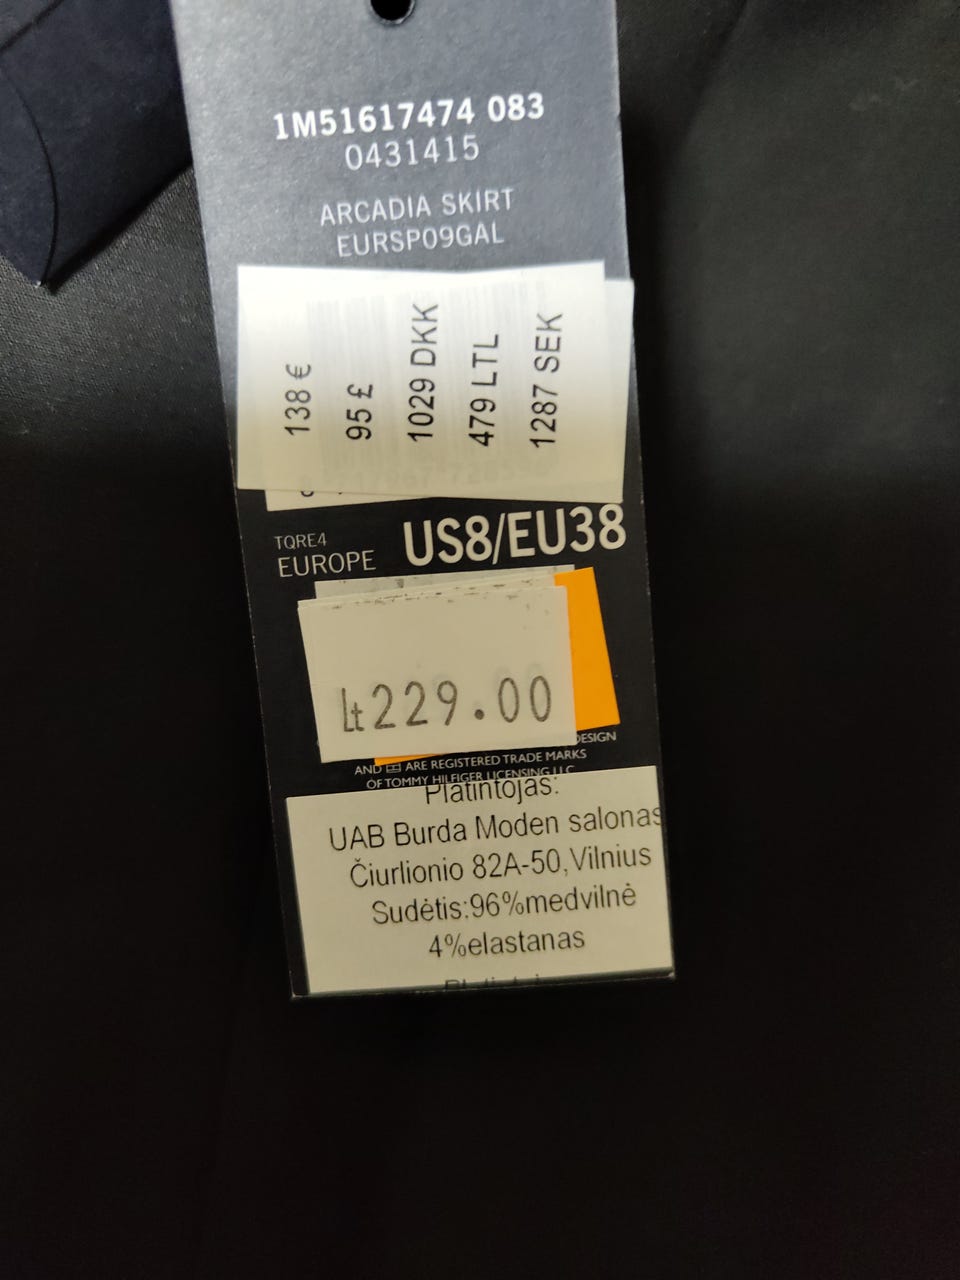 1M51617474 083
0431415
ARCADIA SKIRT
EURSP09GAL
138 €
95 £
1029 DKK
479 LTL
1287 SEK
TQRE4
EUROPE
US8/EU38
Lt229.00
DESIGN
AND ARE REGISTERED TRADE MARKS
OF TOMMY HILFIGER LICENSING LLC
Platintojas:
UAB Burda Moden salonas
Čiurlionio 82A-50,Vilnius
Sudėtis:96%medvilnė
4%elastanas